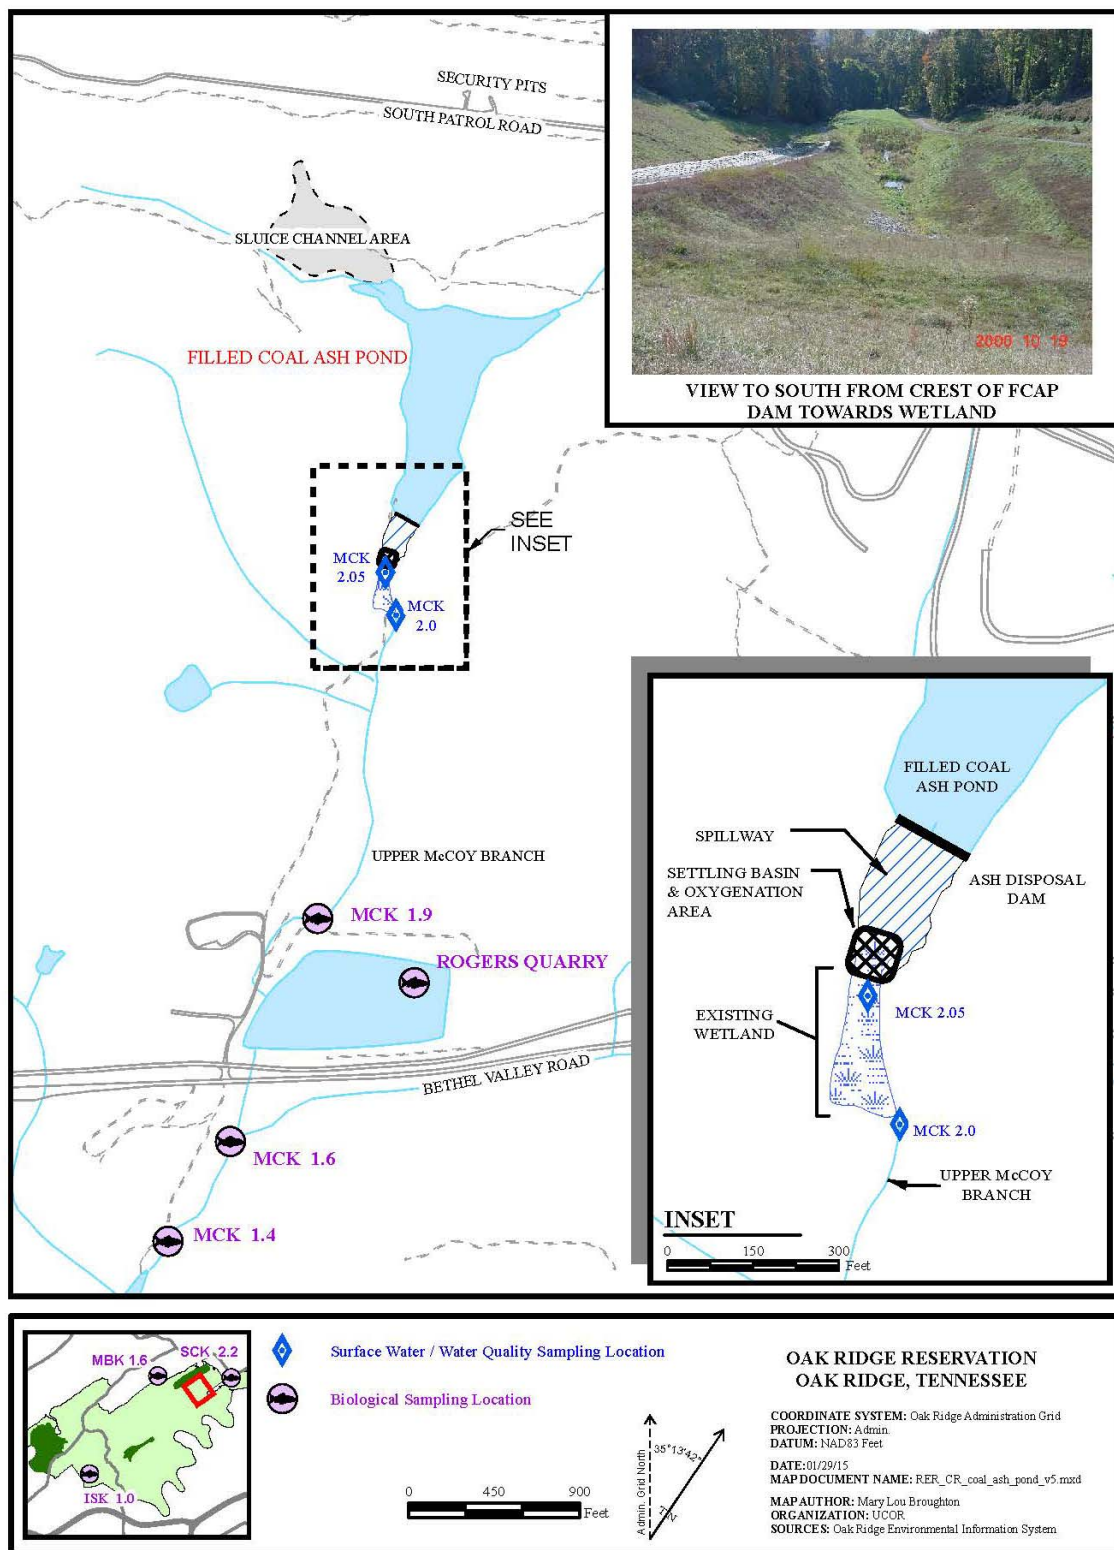 SECURITY PITS
SOUTH PATROL ROAD
SLUICE CHANNEL AREA
FILLED COAL ASH POND
2006 10 19
VIEW TO SOUTH FROM CREST OF FCAP
DAM TOWARDS WETLAND
SEE
INSET
MCK
2.05
MCK
2.0
UPPER McCOY BRANCH
MCK 1.9
ROGERS QUARRY
BETHEL VALLEY ROAD
MCK 1.6
MCK 1.4
FILLED COAL
ASH POND
SPILLWAY
SETTLING BASIN
& OXYGENATION
AREA
ASH DISPOSAL
DAM
EXISTING
WETLAND
MCK 2.05
MCK 2.0
UPPER McCOY
BRANCH
INSET
0 150 300
Feet
MBK 1.6
SCK 2.2
ISK 1.0
Surface Water / Water Quality Sampling Location
Biological Sampling Location
0 450 900
Feet
Admin. Grid North
35°13'42"
T/N
OAK RIDGE RESERVATION
OAK RIDGE, TENNESSEE
COORDINATE SYSTEM: Oak Ridge Administration Grid
PROJECTION: Admin.
DATUM: NAD83 Feet
DATE:01/29/15
MAP DOCUMENT NAME: RER_CR_coal_ash_pond_v5.mxd
MAP AUTHOR: Mary Lou Broughton
ORGANIZATION: UCOR
SOURCES: Oak Ridge Environmental Information System